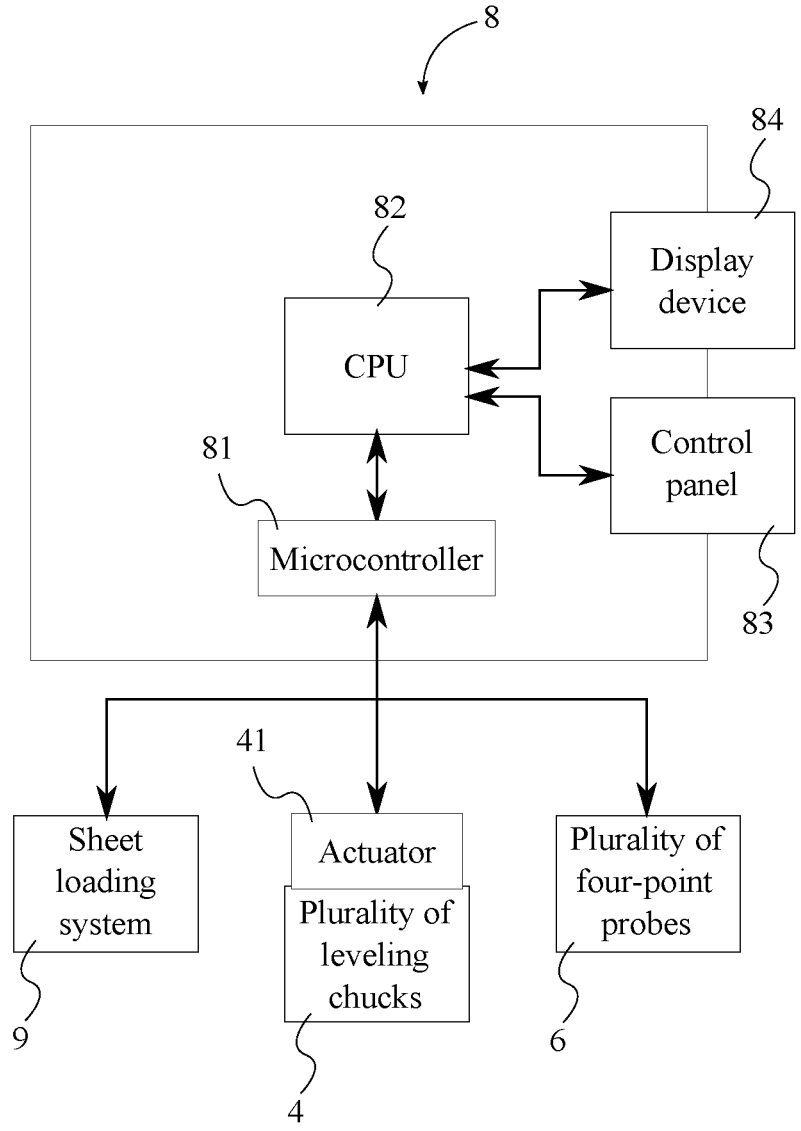 8
84
82
Display
device
CPU
Control
panel
81
Microcontroller
83
41
Sheet
loading
system
Actuator
Plurality of
leveling
chucks
Plurality of
four-point
probes
9
4
6